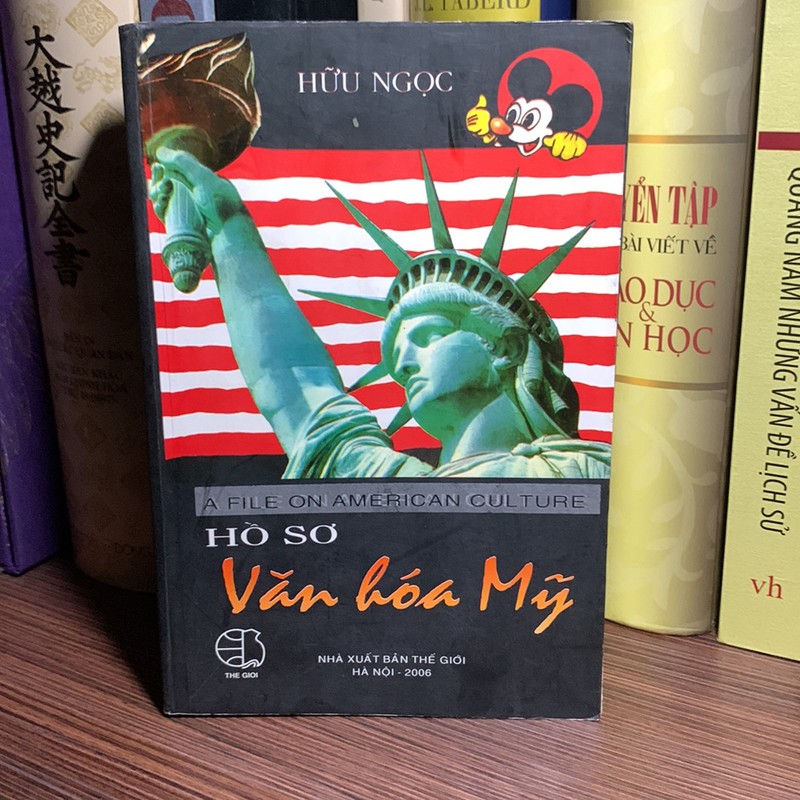 HỮU NGỌC
A FILE ON AMERICAN CULTURE
HỒ SƠ
Văn hóa Mỹ
THE GIOI
NHÀ XUẤT BẢN THẾ GIỚI
HÀ NỘI - 2006
大越史記全書
TABERD
TẬP
BÀI VIẾT VỀ
DỤC
&
HỌC
QUẢNG NAM NHỮNG VẤN ĐỀ LỊCH SỬ
vh